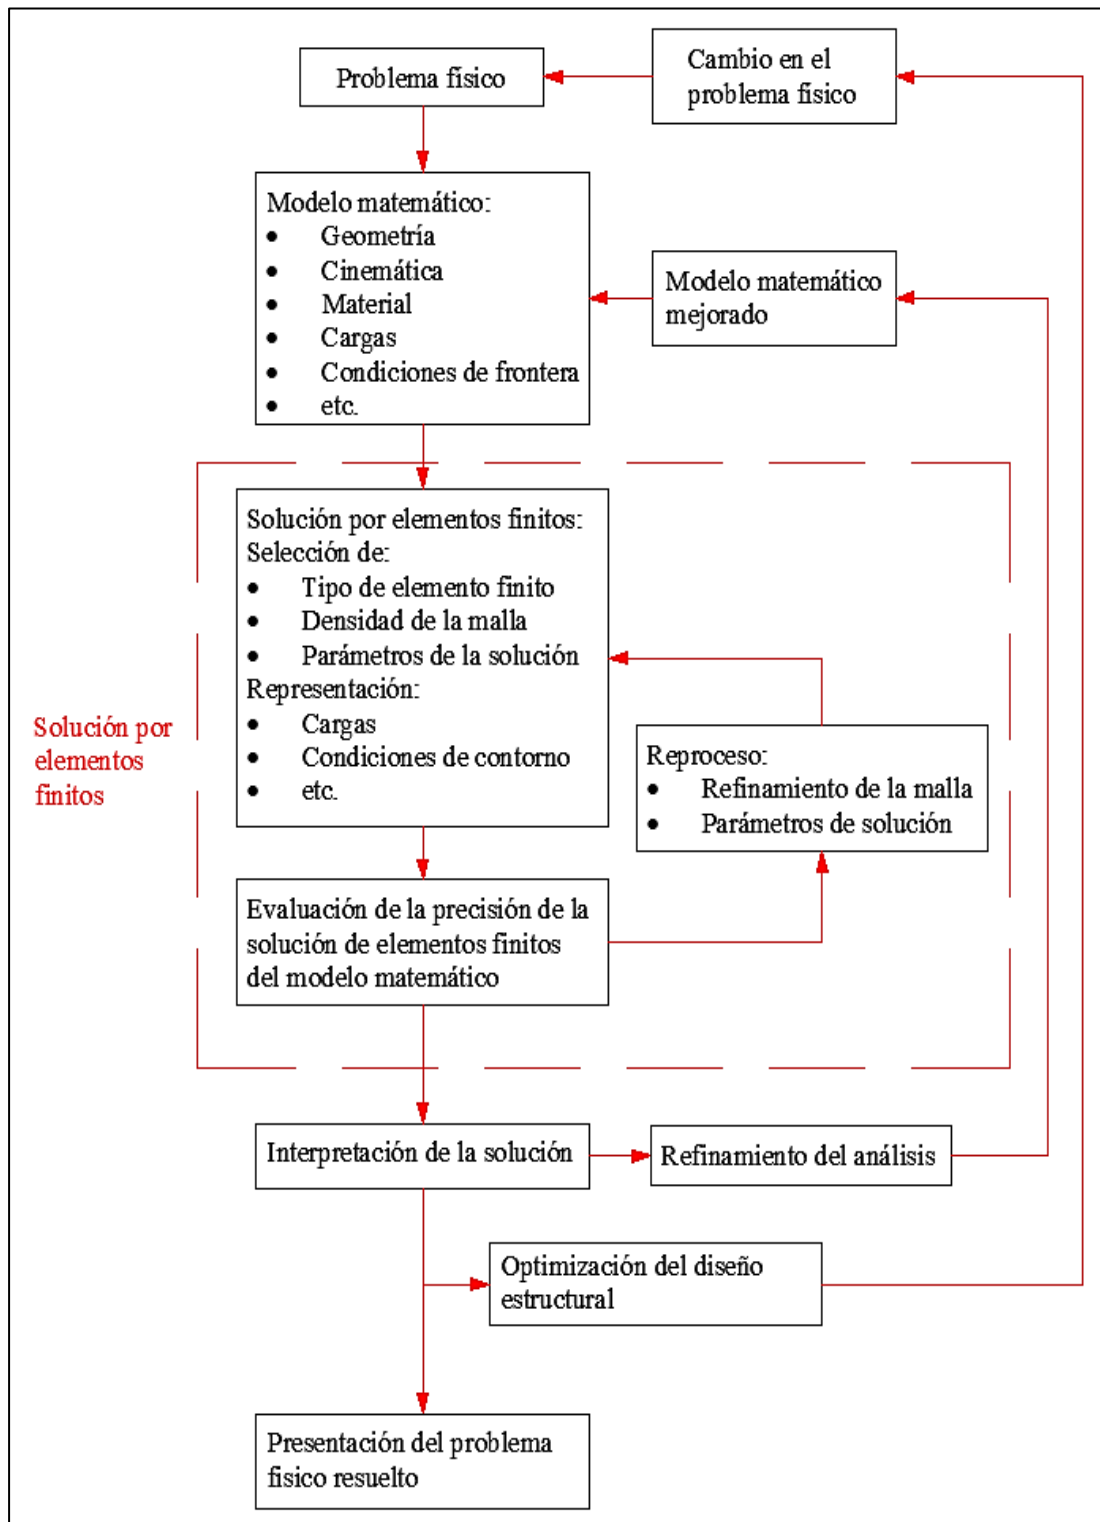 Problema físico
Cambio en el
problema físico
Modelo matemático:
• Geometría
• Cinemática
• Material
• Cargas
• Condiciones de frontera
• etc.
Modelo matemático
mejorado
Solución por elementos finitos:
Selección de:
• Tipo de elemento finito
• Densidad de la malla
• Parámetros de la solución
Representación:
• Cargas
• Condiciones de contorno
• etc.
Solución por
elementos
finitos
Reproceso:
• Refinamiento de la malla
• Parámetros de solución
Evaluación de la precisión de la
solución de elementos finitos
del modelo matemático
Interpretación de la solución
Refinamiento del análisis
Optimización del diseño
estructural
Presentación del problema
fisico resuelto